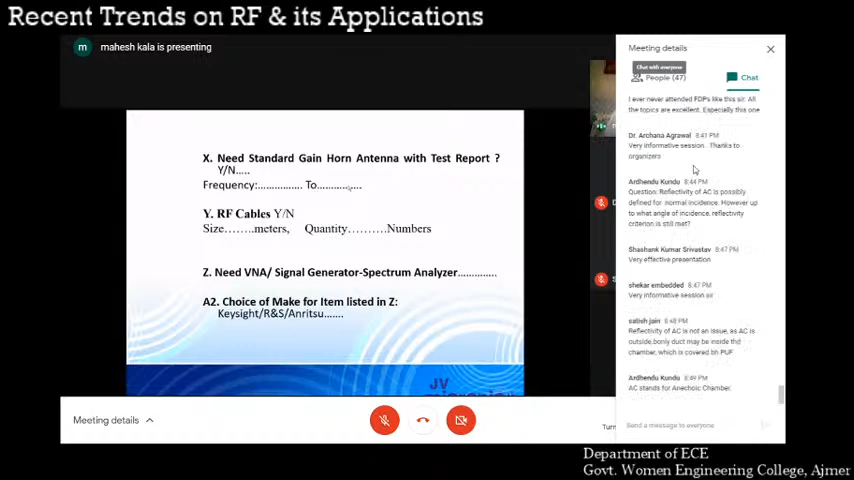 Recent Trends on RF & its Applications
m mahesh kala is presenting
X. Need Standard Gain Horn Antenna with Test Report ?
Y/N.....
Frequency:................ To................
Y. RF Cables Y/N
Size........meters, Quantity..........Numbers
Z. Need VNA/ Signal Generator-Spectrum Analyzer.............
A2. Choice of Make for Item listed in Z:
Keysight/R&S/Anritsu.......
JV
Meeting details
Chat with everyone
People (47)
Chat
I ever never attended FDPs like this sir. All
the topics are excellent. Especially this one
Dr. Archana Agrawal 8:41 PM
Very informative session . Thanks to
organizers
Ardhendu Kundu 8:44 PM
Question: Reflectivity of AC is possibly
defined for normal incidence. However up
to what angle of incidence, reflectivity
criterion is still met?
Shashank Kumar Srivastav 8:47 PM
Very effective presentation
shekar embedded 8:47 PM
Very informative session sir
satish jain 8:48 PM
Reflectivity of AC is not an issue, as AC is
outside,bonly duct may be inside thd
chamber, which is covered bh PUF
Ardhendu Kundu 8:49 PM
AC stands for Anechoic Chamber.
Send a message to everyone
Meeting details
Turn
Department of ECE
Govt. Women Engineering College, Ajmer